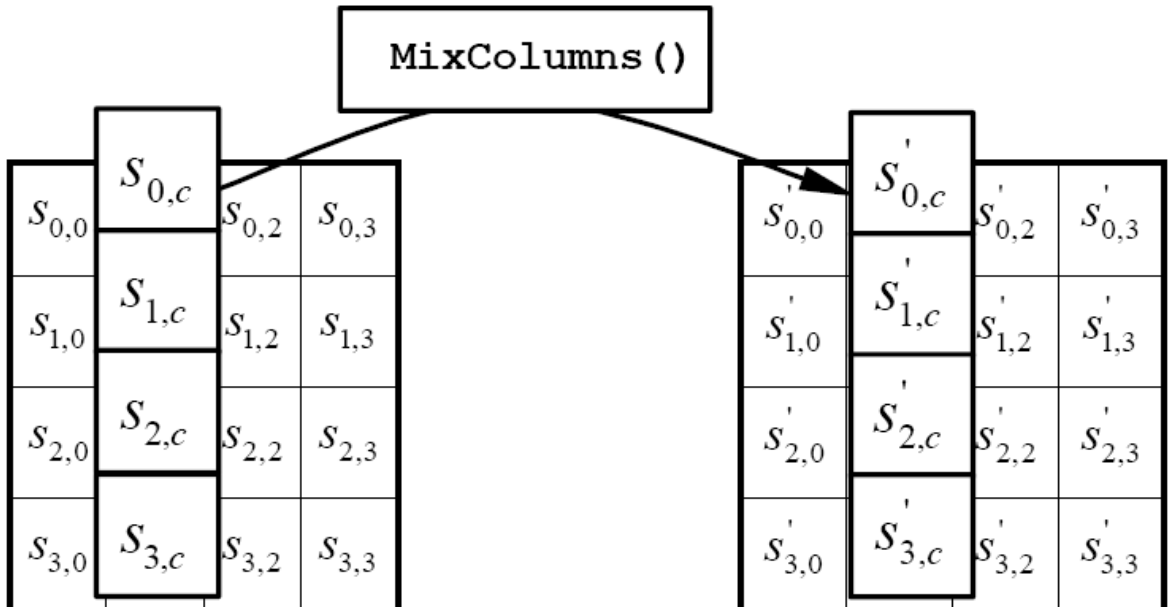 MixColumns()
s0,c s'0,c
s0,0 s0,2 s0,3 s'0,0 s'0,2 s'0,3
s1,c s'1,c
s1,0 s1,2 s1,3 s'1,0 s'1,2 s'1,3
s2,c s'2,c
s2,0 s2,2 s2,3 s'2,0 s'2,2 s'2,3
s3,c s'3,c
s3,0 s3,2 s3,3 s'3,0 s'3,2 s'3,3